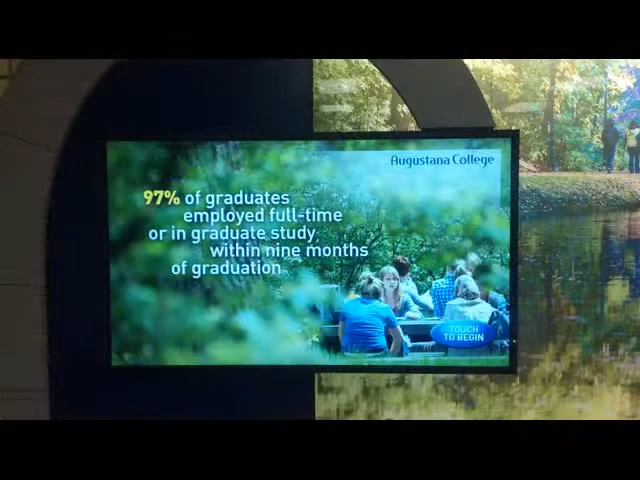 Augustana College
97% of graduates
employed full-time
or in graduate study
within nine months
of graduation
TOUCH
TO BEGIN